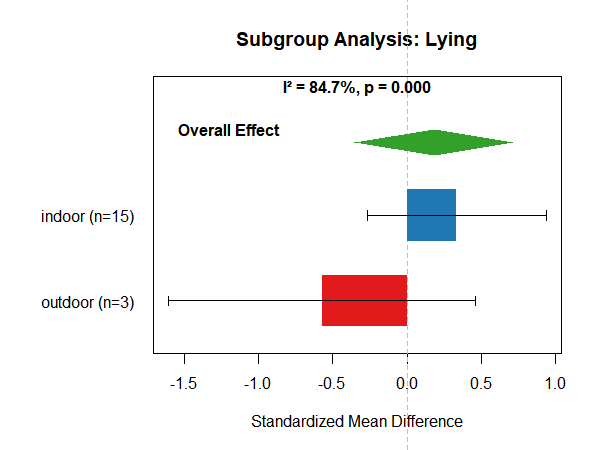 Subgroup Analysis: Lying
I² = 84.7%, p = 0.000
Overall Effect
indoor (n=15)
outdoor (n=3)
-1.5 -1.0 -0.5 0.0 0.5 1.0
Standardized Mean Difference